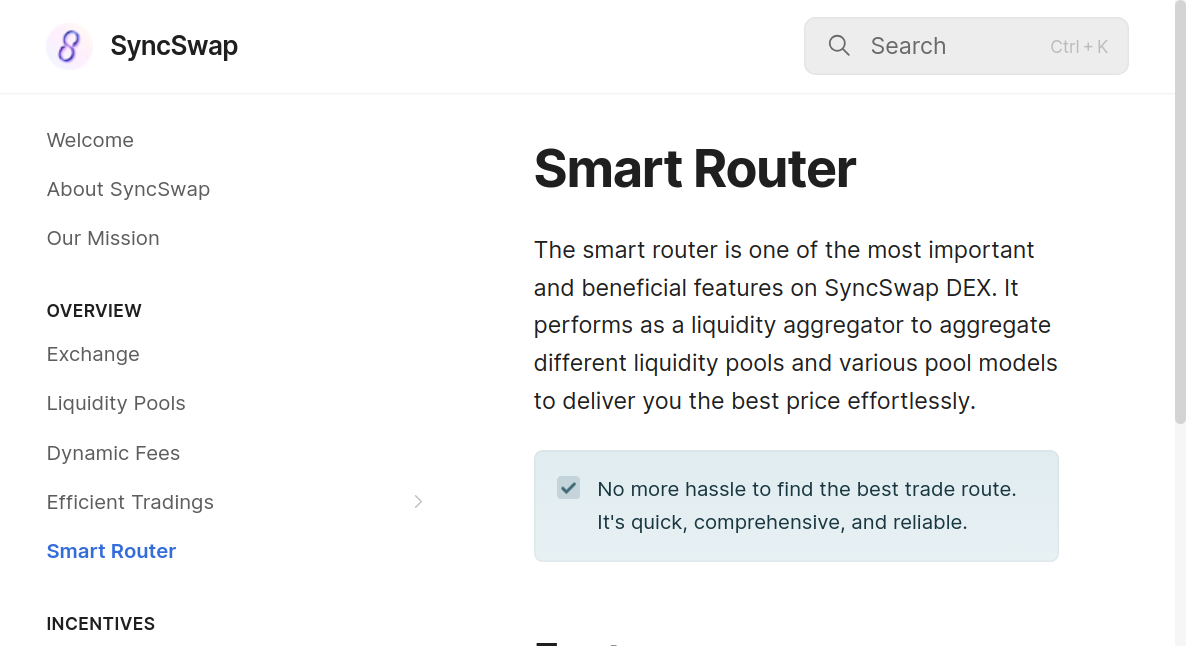 SyncSwap
Search
Ctrl + K
Welcome
About SyncSwap
Our Mission
OVERVIEW
Exchange
Liquidity Pools
Dynamic Fees
Efficient Tradings
Smart Router
INCENTIVES
Smart Router
The smart router is one of the most important
and beneficial features on SyncSwap DEX. It
performs as a liquidity aggregator to aggregate
different liquidity pools and various pool models
to deliver you the best price effortlessly.
No more hassle to find the best trade route.
It's quick, comprehensive, and reliable.